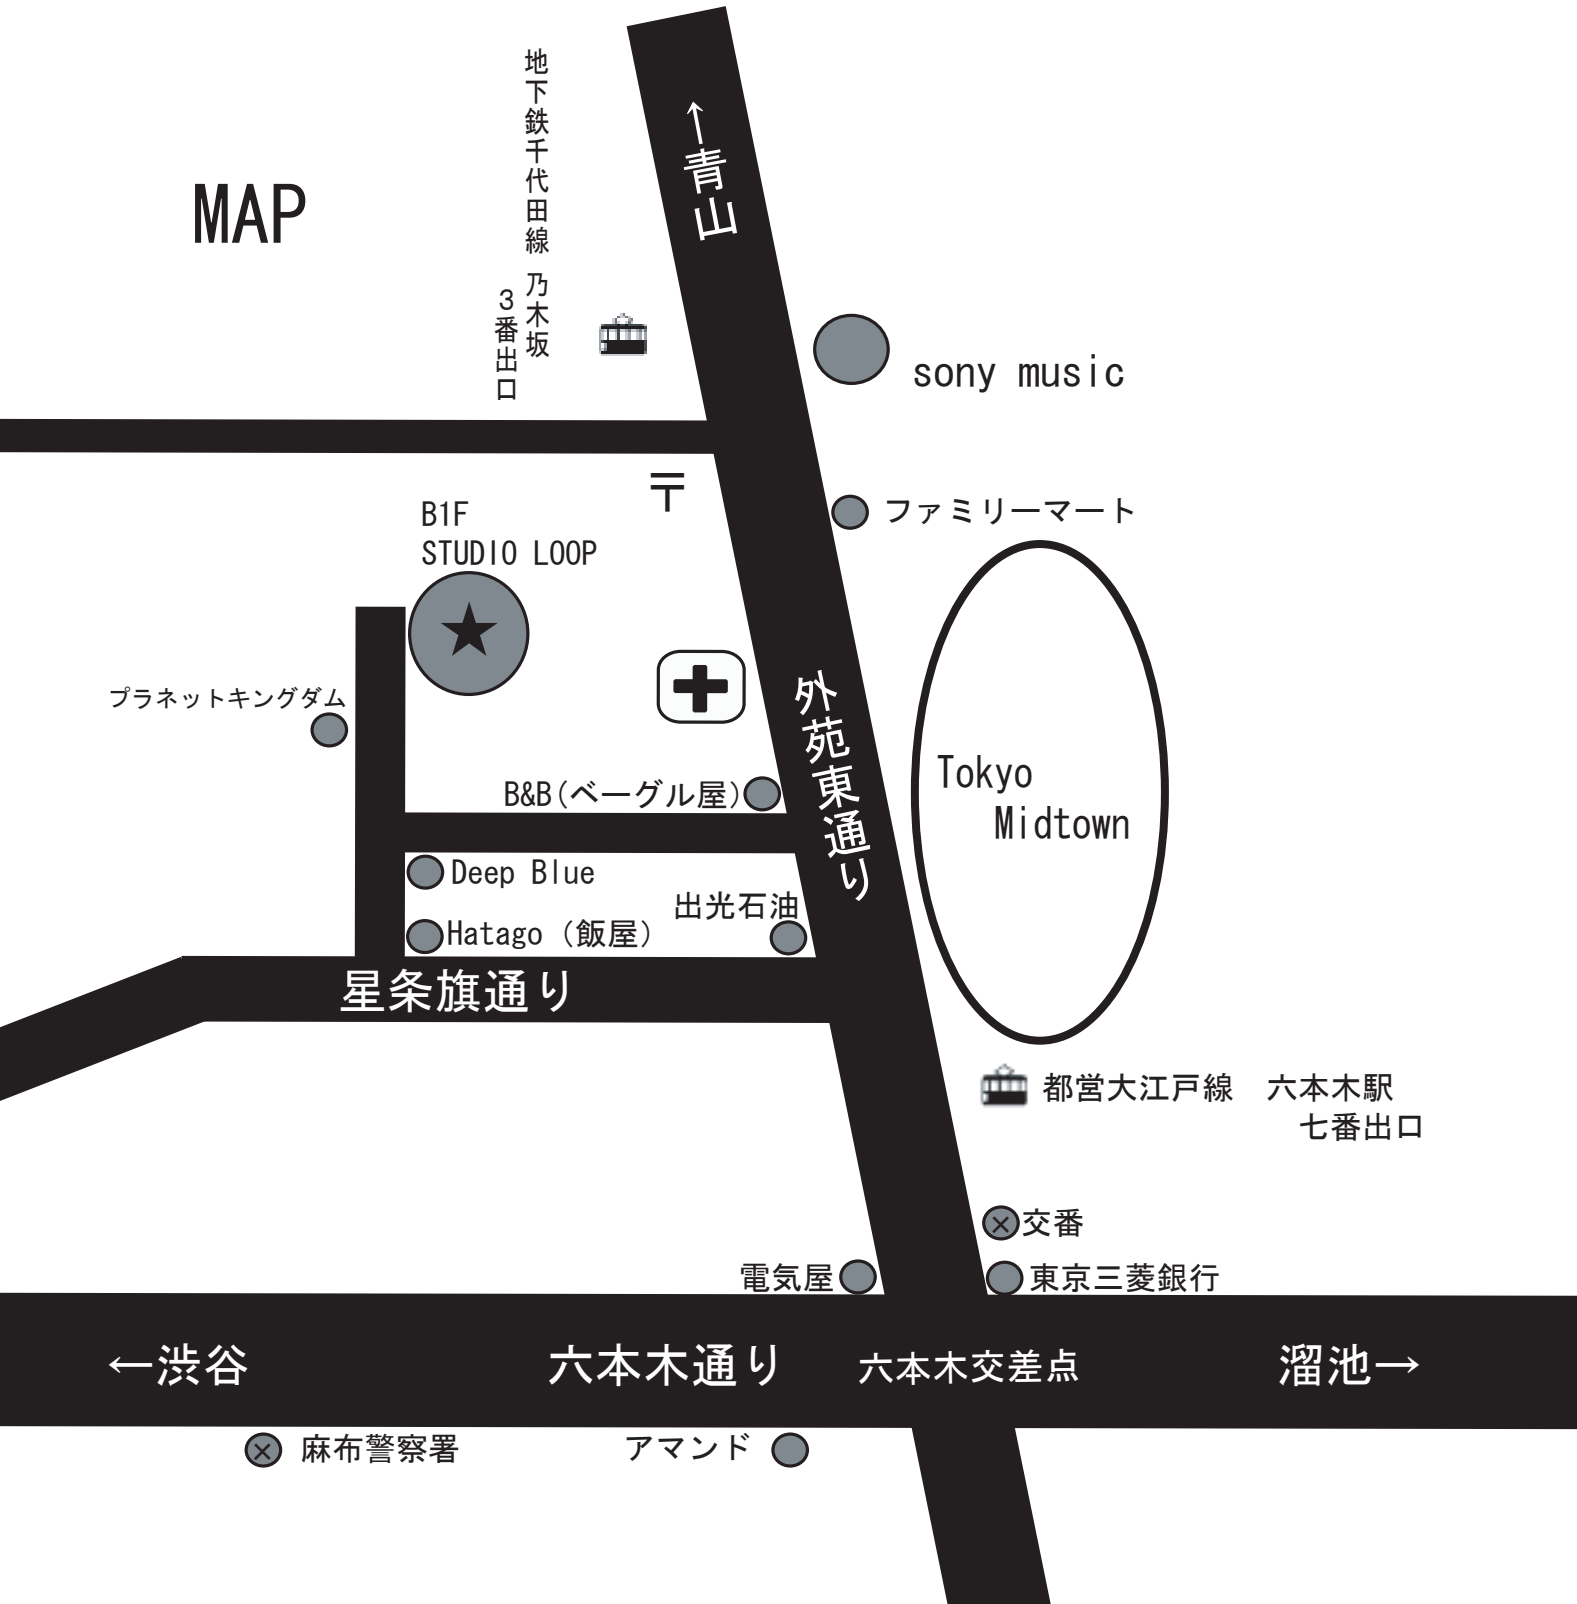 MAP
地下鉄千代田線 乃木坂
3番出口
↑青山
sony music
〒
ファミリーマート
B1F
STUDIO LOOP
プラネットキングダム
外苑東通り
Tokyo
Midtown
B&B(ベーグル屋)
Deep Blue
出光石油
Hatago (飯屋)
星条旗通り
都営大江戸線　六本木駅
七番出口
交番
電気屋
東京三菱銀行
←渋谷
六本木通り
六本木交差点
溜池→
麻布警察署
アマンド